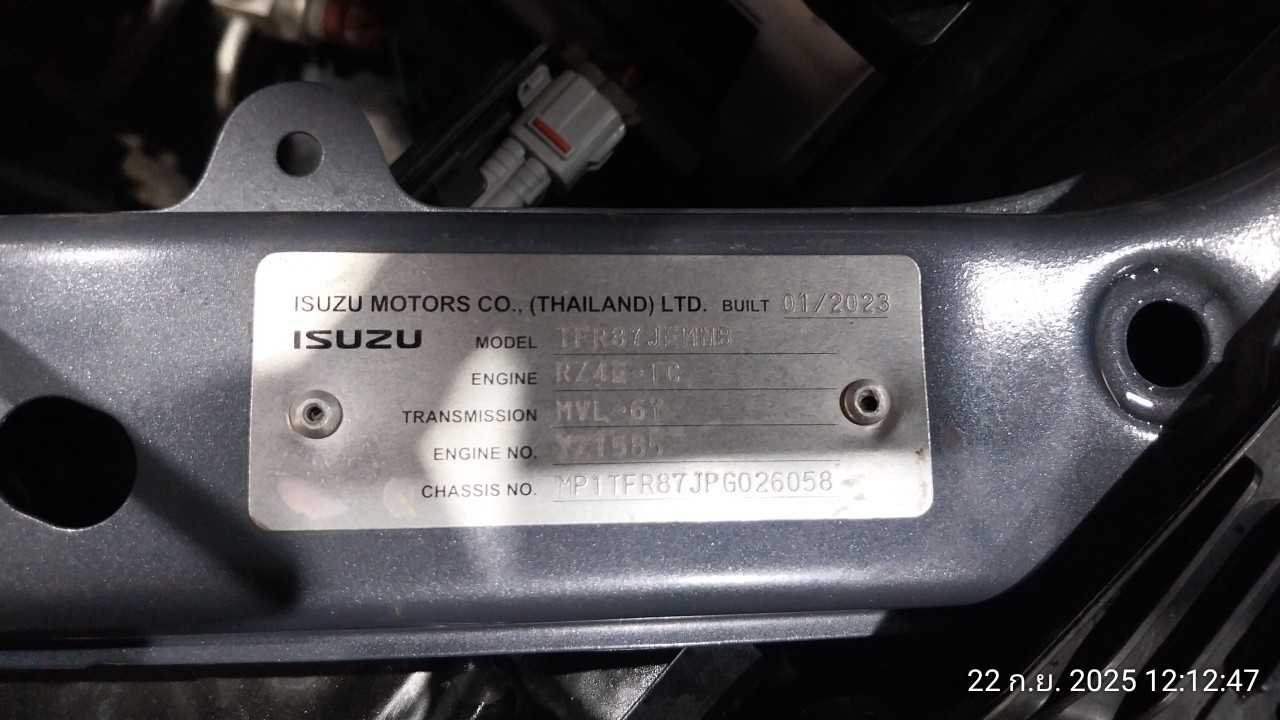 ISUZU MOTORS CO., (THAILAND) LTD. BUILT 01/2023
ISUZU MODEL TFR87JEMNB
ENGINE RZ4E-TC
TRANSMISSION MVL-6Y
ENGINE NO. YZ1585
CHASSIS NO. MP1TFR87JPG026058
22 ก.ย. 2025 12:12:47